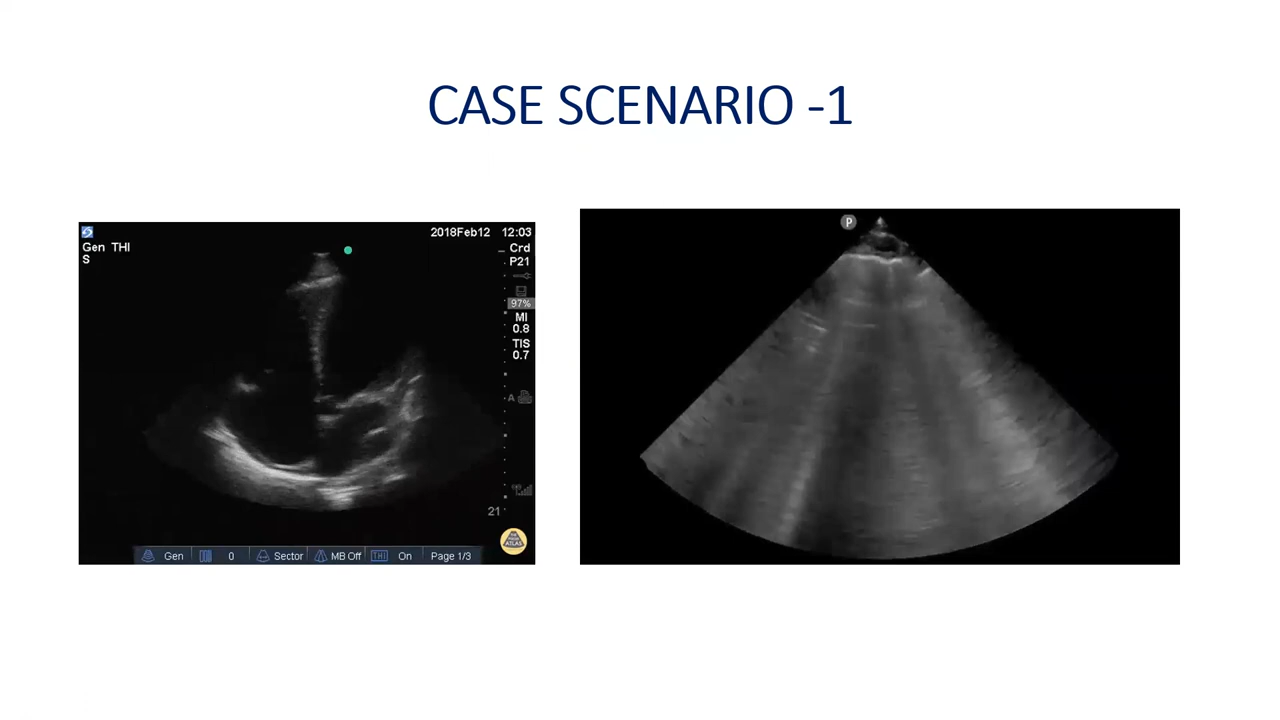 CASE SCENARIO -1
2018Feb12 12:03
Gen THI
S
Crd
P21
97%
MI
0.8
TIS
0.7
A
21
Gen 0 Sector MB Off THI On Page 1/3
P
ATLAS